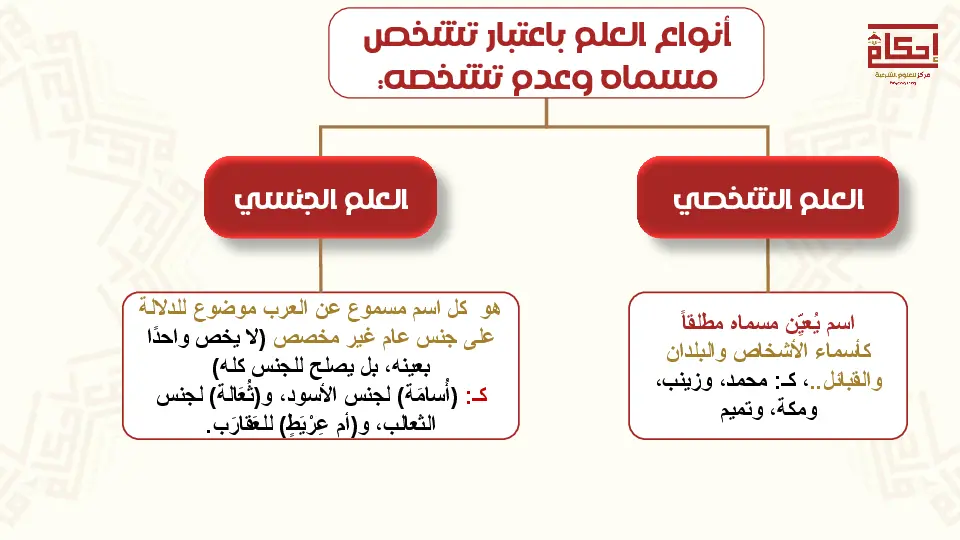 أنواع العلم باعتبار تشخص
مسماه وعدم تشخصه:
إحكام
مركز للعلوم الشرعية
العلم الشخصي
العلم الجنسي
اسم يُعيِّن مسماه مطلقاً
كأسماء الأشخاص والبلدان
والقبائل..، كـ: محمد، وزينب،
ومكة، وتميم
هو كل اسم مسموع عن العرب موضوع للدلالة
على جنس عام غير مخصص (لا يخص واحدًا
بعينه، بل يصلح للجنس كله)
كـ: (أُسامَة) لجنس الأسود، و(ثُعَالة) لجنس
الثعالب، و(أم عِرْيَطٍ) للعَقارَب.